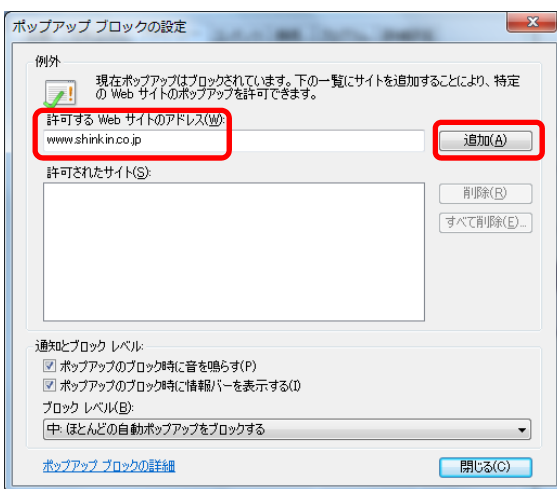 ポップアップ ブロックの設定
例外
現在ポップアップはブロックされています。下の一覧にサイトを追加することにより、特定
の Web サイトのポップアップを許可できます。
許可する Web サイトのアドレス(W):
www.shinkin.co.jp
追加(A)
許可されたサイト(S):
削除(R)
すべて削除(E)...
通知とブロック レベル:
ポップアップのブロック時に音を鳴らす(P)
ポップアップのブロック時に情報バーを表示する(I)
ブロック レベル(B):
中: ほとんどの自動ポップアップをブロックする
ポップアップ ブロックの詳細
閉じる(C)